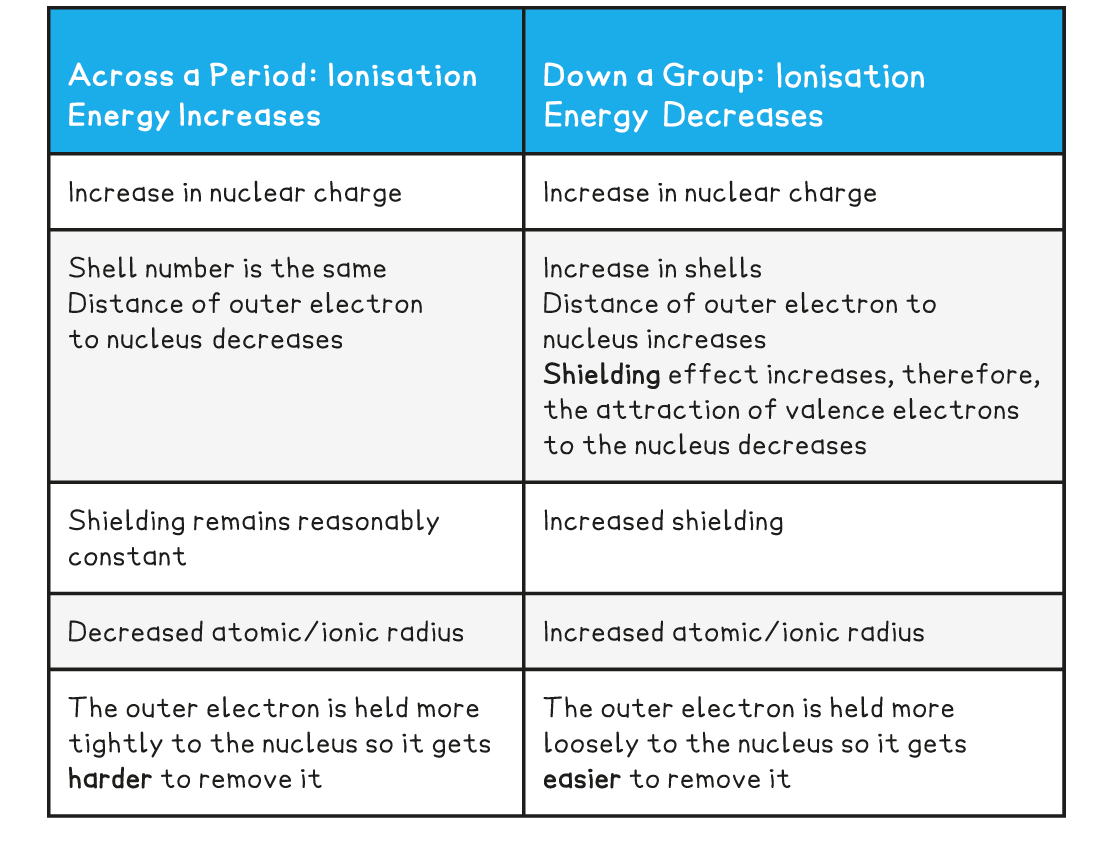 Across a Period: Ionisation
Energy Increases
Down a Group: Ionisation
Energy Decreases
Increase in nuclear charge
Increase in nuclear charge
Shell number is the same
Distance of outer electron
to nucleus decreases
Increase in shells
Distance of outer electron to
nucleus increases
Shielding effect increases, therefore,
the attraction of valence electrons
to the nucleus decreases
Shielding remains reasonably
constant
Increased shielding
Decreased atomic/ionic radius
Increased atomic/ionic radius
The outer electron is held more
tightly to the nucleus so it gets
harder to remove it
The outer electron is held more
loosely to the nucleus so it gets
easier to remove it